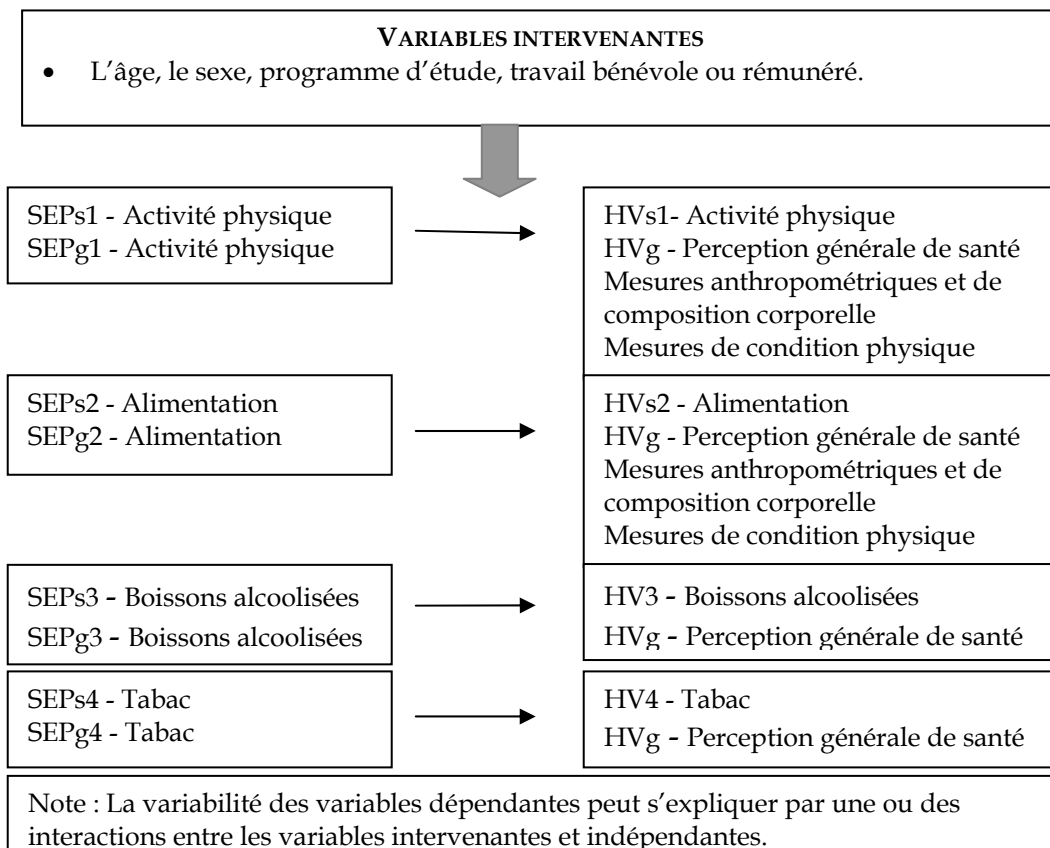 VARIABLES INTERVENANTES
• L’âge, le sexe, programme d’étude, travail bénévole ou rémunéré.
SEPs1 - Activité physique
SEPg1 - Activité physique
HVs1- Activité physique
HVg - Perception générale de santé
Mesures anthropométriques et de
composition corporelle
Mesures de condition physique
SEPs2 - Alimentation
SEPg2 - Alimentation
HVs2 - Alimentation
HVg - Perception générale de santé
Mesures anthropométriques et de
composition corporelle
Mesures de condition physique
SEPs3 - Boissons alcoolisées
SEPg3 - Boissons alcoolisées
HV3 - Boissons alcoolisées
HVg - Perception générale de santé
SEPs4 - Tabac
SEPg4 - Tabac
HV4 - Tabac
HVg - Perception générale de santé
Note : La variabilité des variables dépendantes peut s’expliquer par une ou des
interactions entre les variables intervenantes et indépendantes.